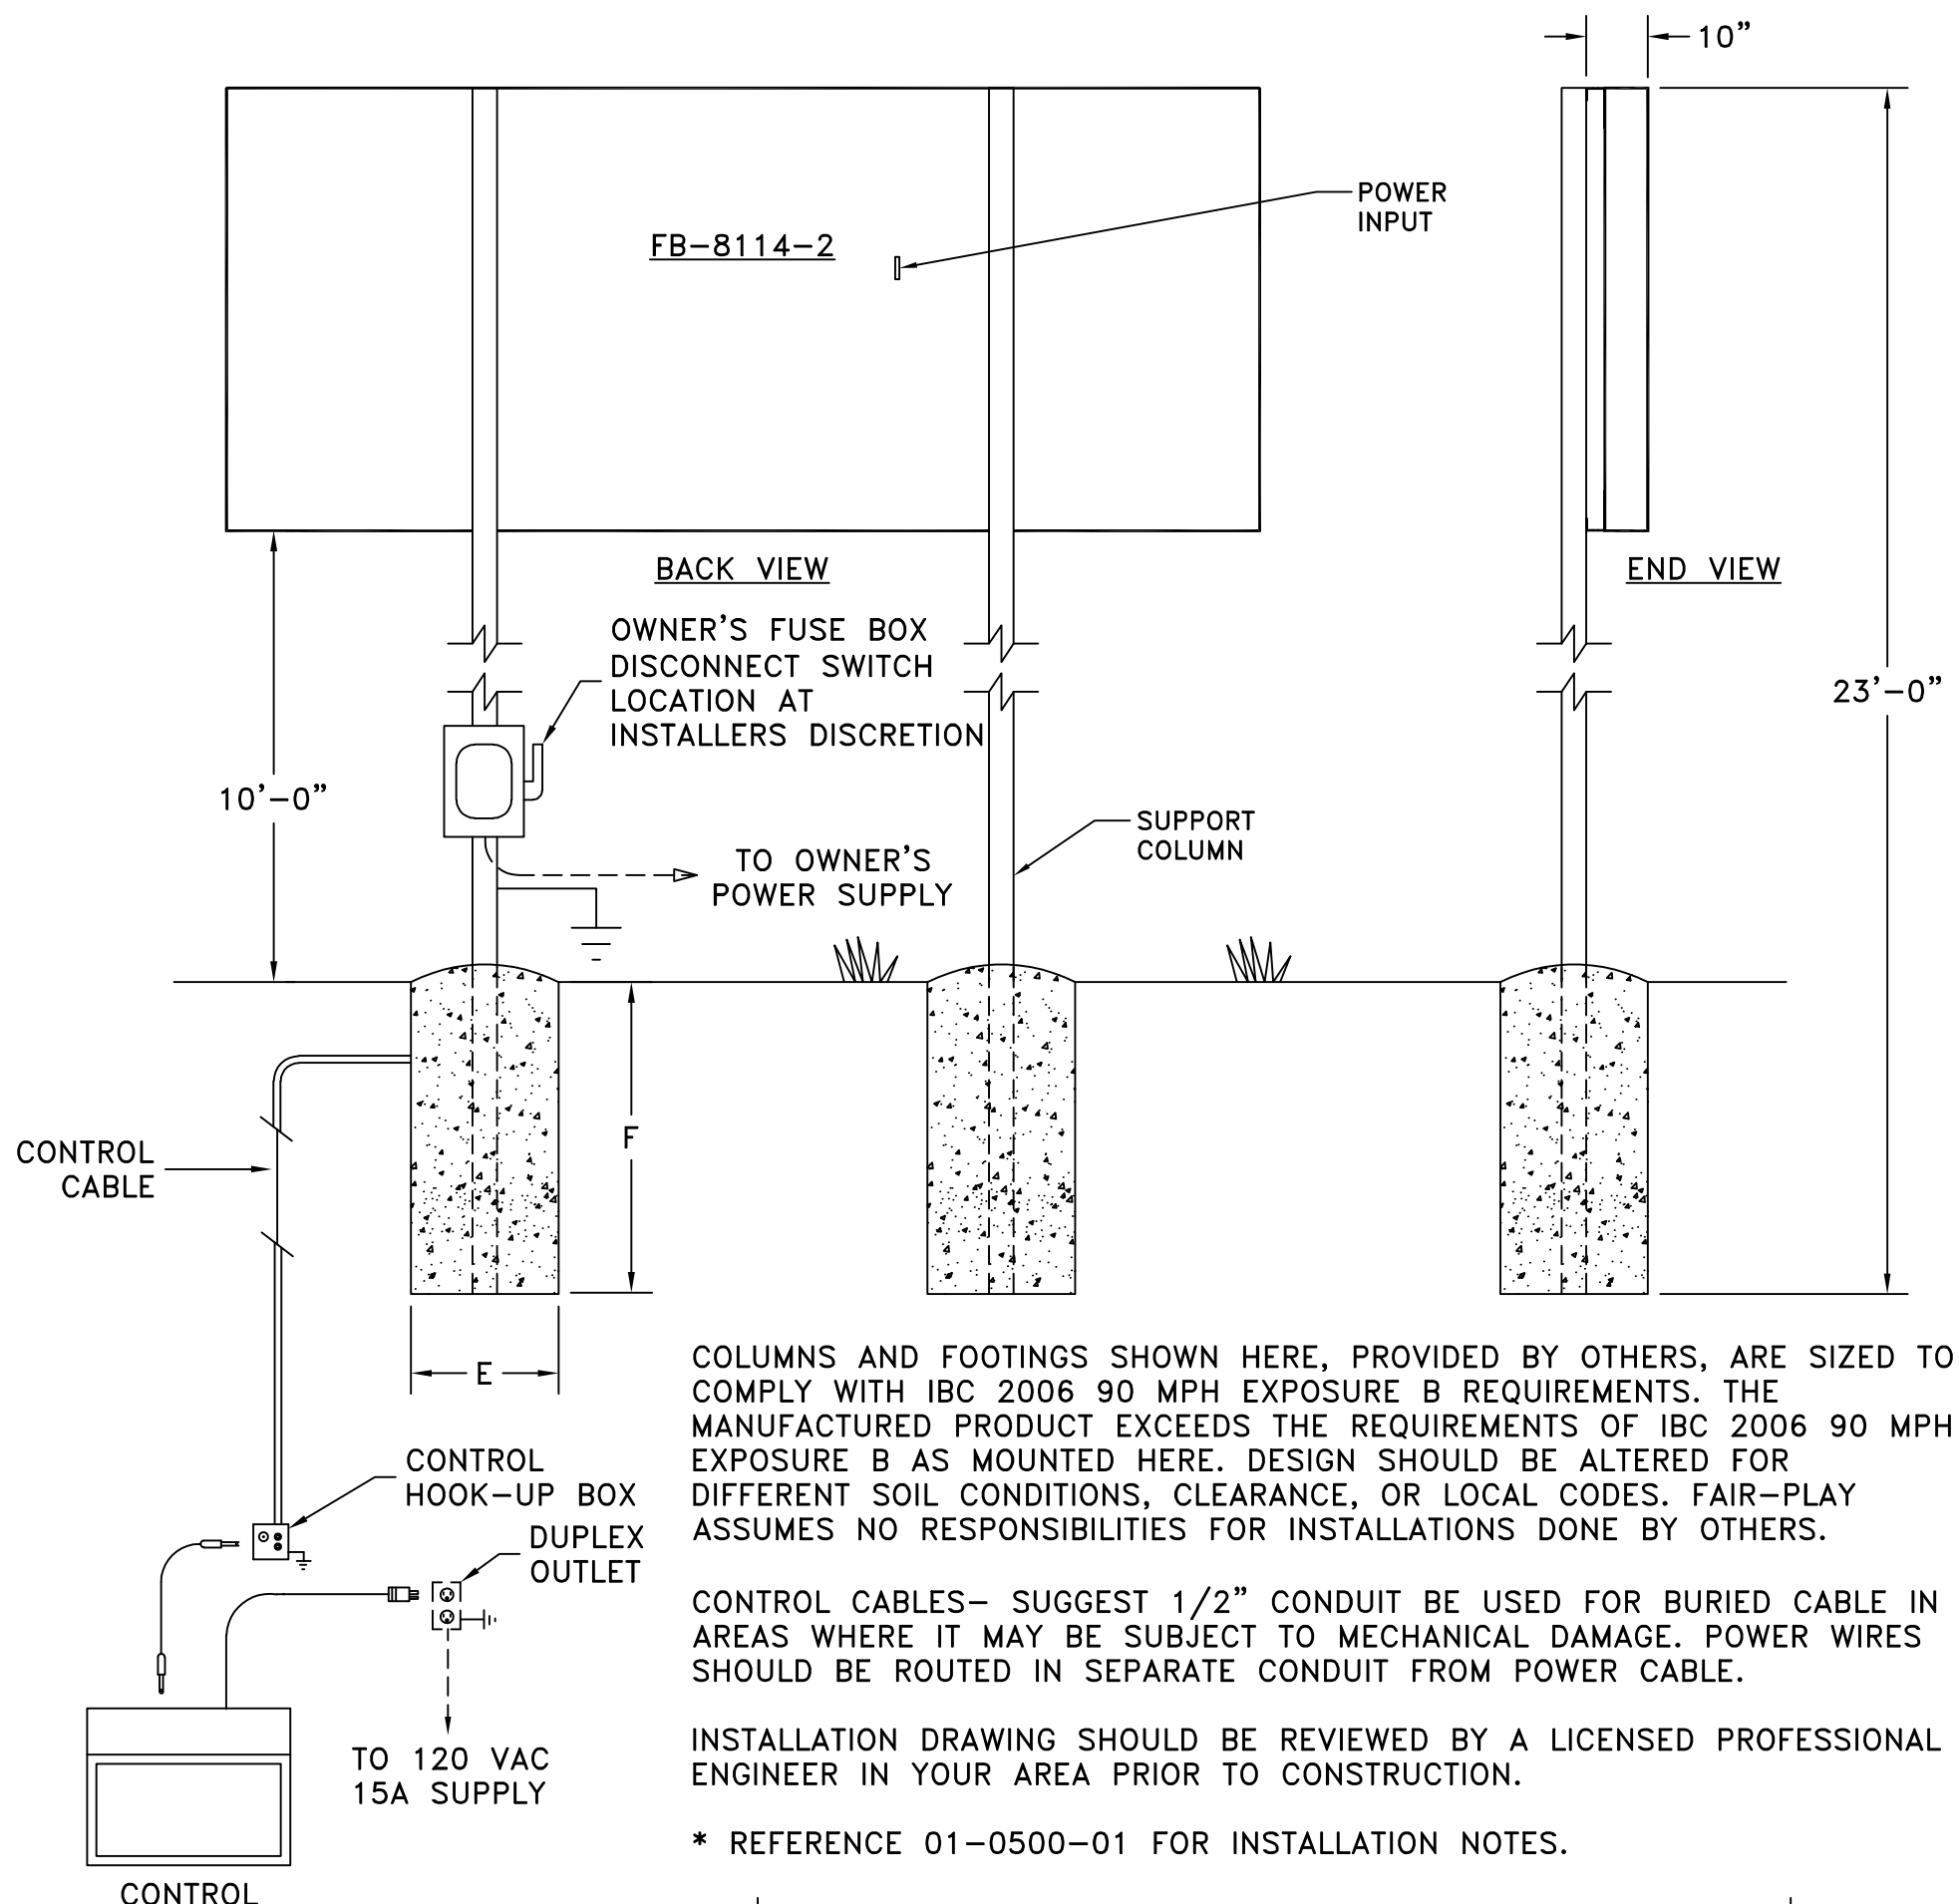 10”
POWER
INPUT
FB-8114-2
BACK VIEW
END VIEW
OWNER’S FUSE BOX
DISCONNECT SWITCH
LOCATION AT
INSTALLERS DISCRETION
23’-0”
10’-0”
SUPPORT
COLUMN
TO OWNER’S
POWER SUPPLY
F
CONTROL
CABLE
E
COLUMNS AND FOOTINGS SHOWN HERE, PROVIDED BY OTHERS, ARE SIZED TO
COMPLY WITH IBC 2006 90 MPH EXPOSURE B REQUIREMENTS. THE
MANUFACTURED PRODUCT EXCEEDS THE REQUIREMENTS OF IBC 2006 90 MPH
EXPOSURE B AS MOUNTED HERE. DESIGN SHOULD BE ALTERED FOR
DIFFERENT SOIL CONDITIONS, CLEARANCE, OR LOCAL CODES. FAIR-PLAY
ASSUMES NO RESPONSIBILITIES FOR INSTALLATIONS DONE BY OTHERS.
CONTROL
HOOK-UP BOX
DUPLEX
OUTLET
CONTROL CABLES- SUGGEST 1/2” CONDUIT BE USED FOR BURIED CABLE IN
AREAS WHERE IT MAY BE SUBJECT TO MECHANICAL DAMAGE. POWER WIRES
SHOULD BE ROUTED IN SEPARATE CONDUIT FROM POWER CABLE.
INSTALLATION DRAWING SHOULD BE REVIEWED BY A LICENSED PROFESSIONAL
ENGINEER IN YOUR AREA PRIOR TO CONSTRUCTION.
TO 120 VAC
15A SUPPLY
* REFERENCE 01-0500-01 FOR INSTALLATION NOTES.
CONTROL